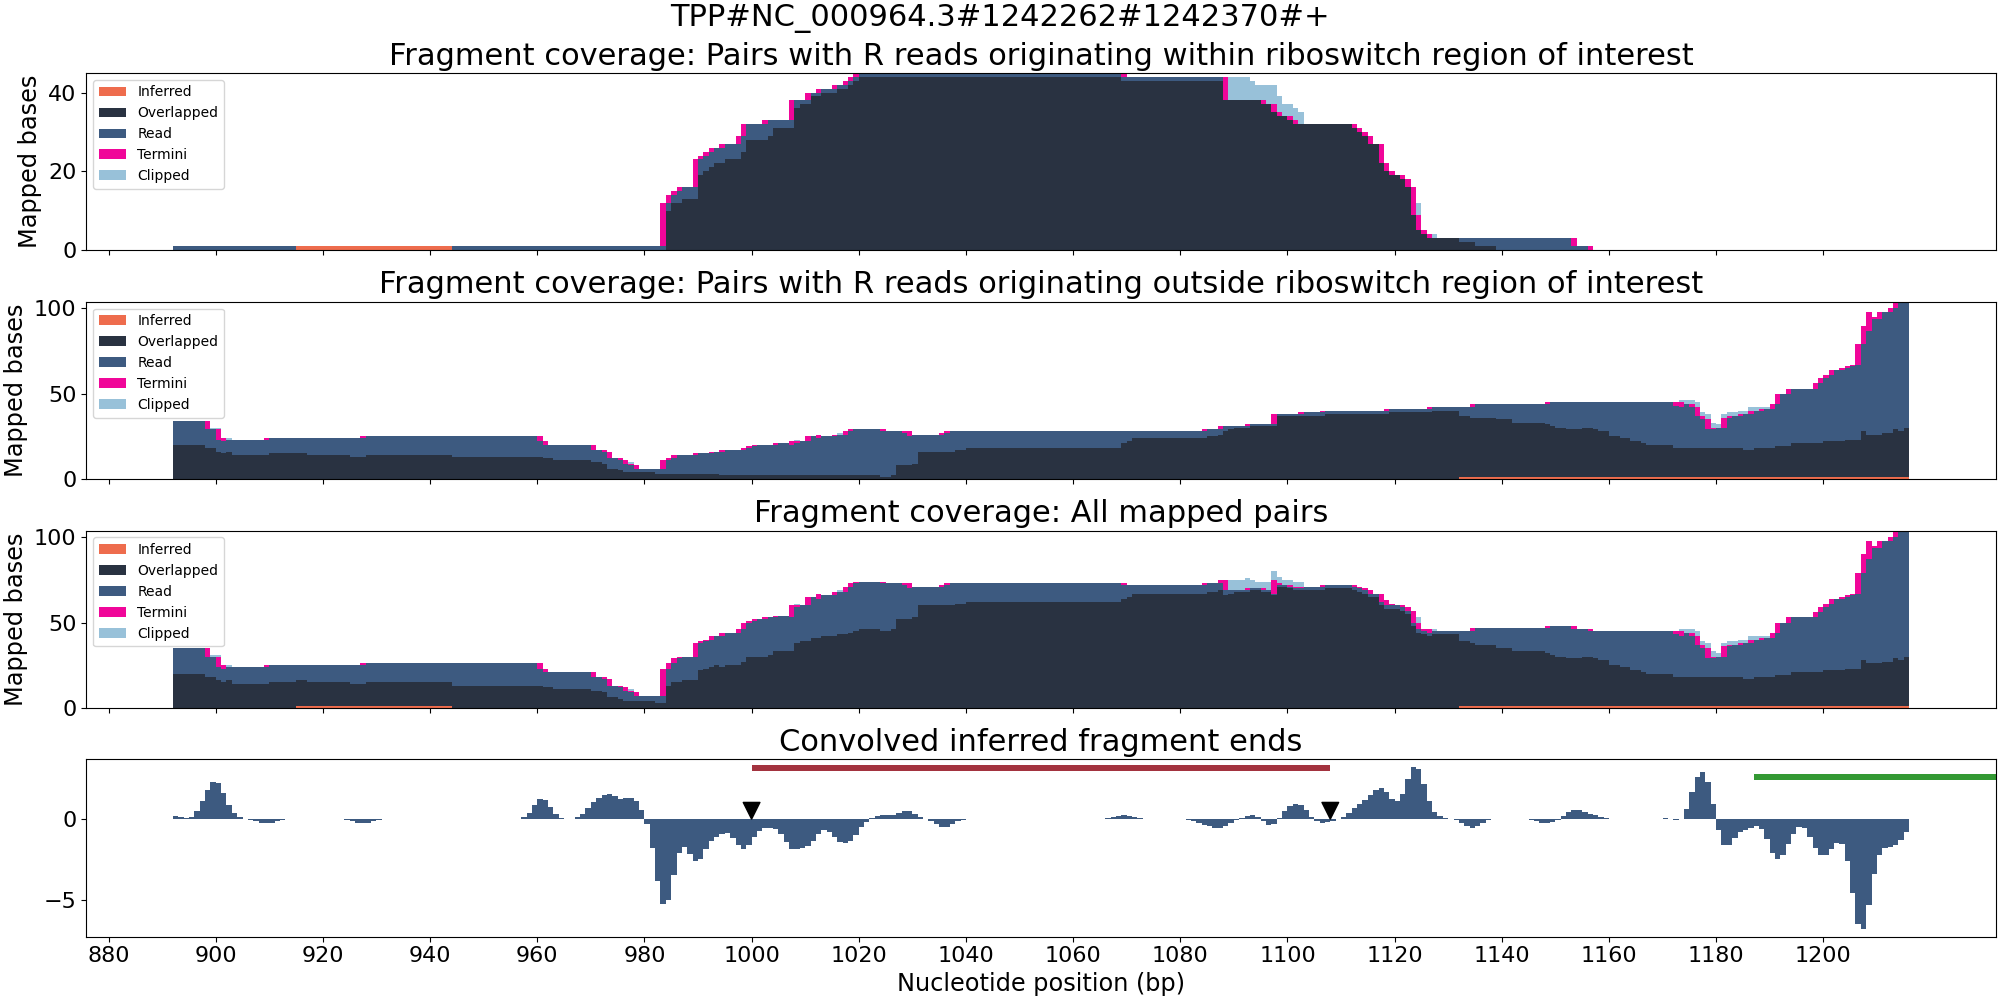 TPP#NC_000964.3#1242262#1242370#+
Fragment coverage: Pairs with R reads originating within riboswitch region of interest
Mapped bases
40
20
0
Inferred
Overlapped
Read
Termini
Clipped
Fragment coverage: Pairs with R reads originating outside riboswitch region of interest
Mapped bases
100
50
0
Inferred
Overlapped
Read
Termini
Clipped
Fragment coverage: All mapped pairs
Mapped bases
100
50
0
Inferred
Overlapped
Read
Termini
Clipped
Convolved inferred fragment ends
0
−5
880 900 920 940 960 980 1000 1020 1040 1060 1080 1100 1120 1140 1160 1180 1200
Nucleotide position (bp)